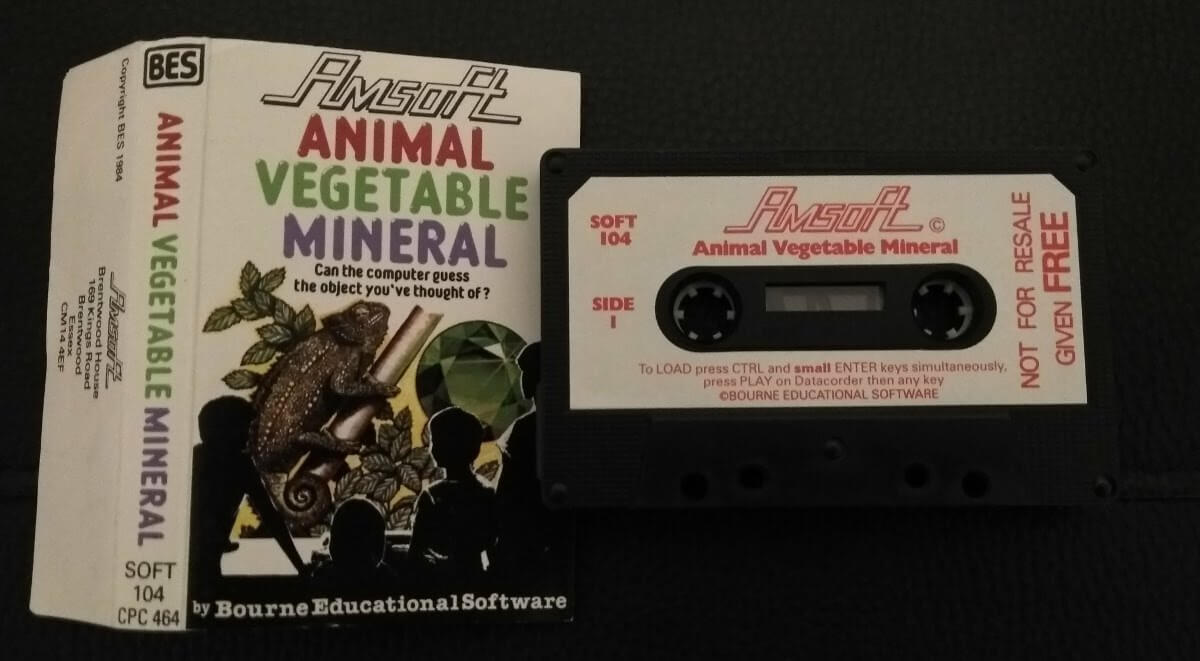 Copyright BES 1984
Amsoft
Brentwood House
169 Kings Road
Brentwood
Essex
CM14 4EF
BES
ANIMAL VEGETABLE MINERAL
SOFT
104
CPC 464
Amsoft
ANIMAL
VEGETABLE
MINERAL
Can the computer guess
the object you've thought of?
by Bourne Educational Software
SOFT
104
Amsoft ©
Animal Vegetable Mineral
SIDE
1
To LOAD press CTRL and small ENTER keys simultaneously,
press PLAY on Datacorder then any key
©BOURNE EDUCATIONAL SOFTWARE
NOT FOR RESALE
GIVEN FREE